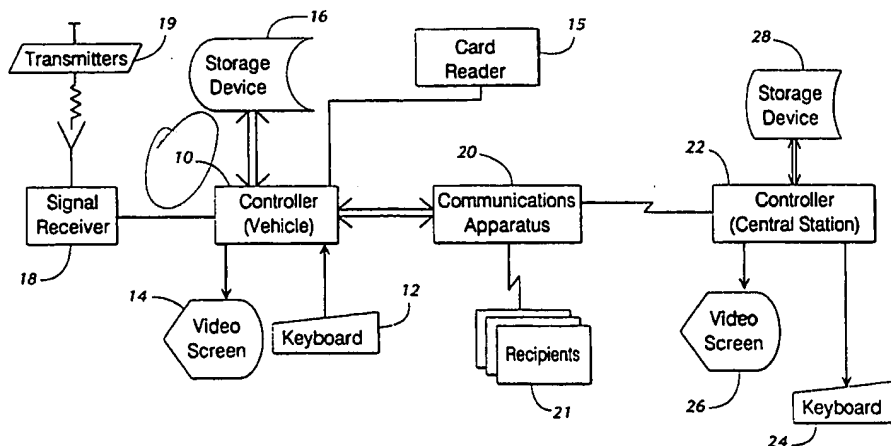 19
Transmitters
16
Storage
Device
Card
Reader
15
28
Storage
Device
10
20
22
Signal
Receiver
18
Controller
(Vehicle)
Communications
Apparatus
Controller
(Central Station)
14
Video
Screen
12
Keyboard
Recipients
21
Video
Screen
26
Keyboard
24